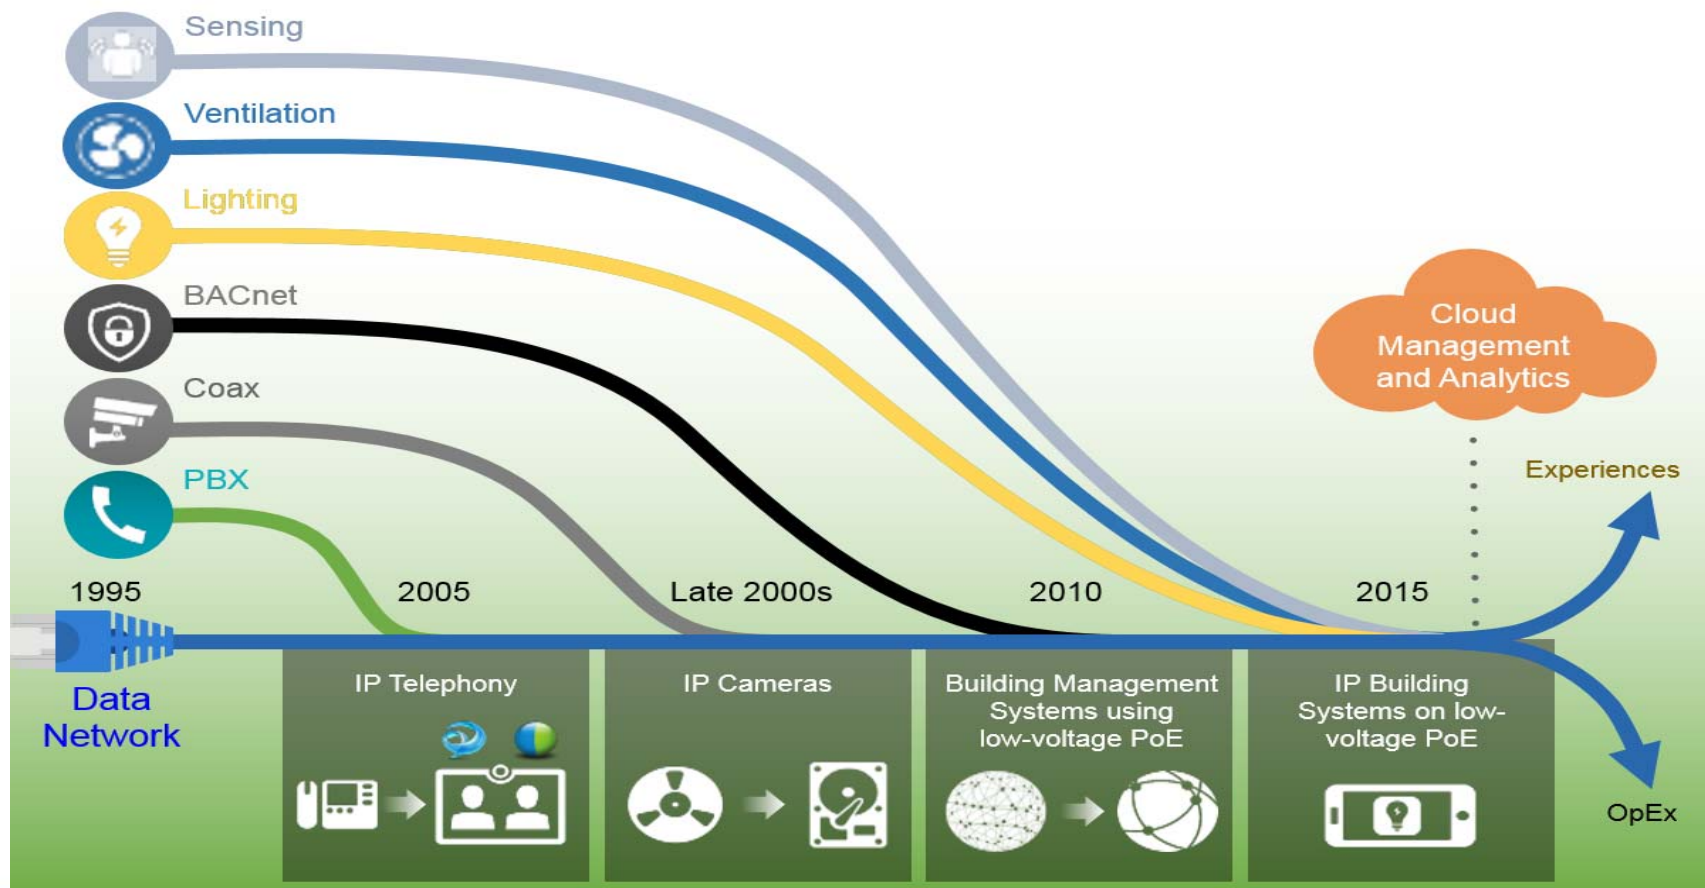 Sensing
Ventilation
Lighting
BACnet
Coax
PBX
Cloud
Management
and Analytics
Experiences
1995
2005
Late 2000s
2010
2015
Data
Network
IP Telephony
IP Cameras
Building Management
Systems using
low-voltage PoE
IP Building
Systems on low-
voltage PoE
OpEx